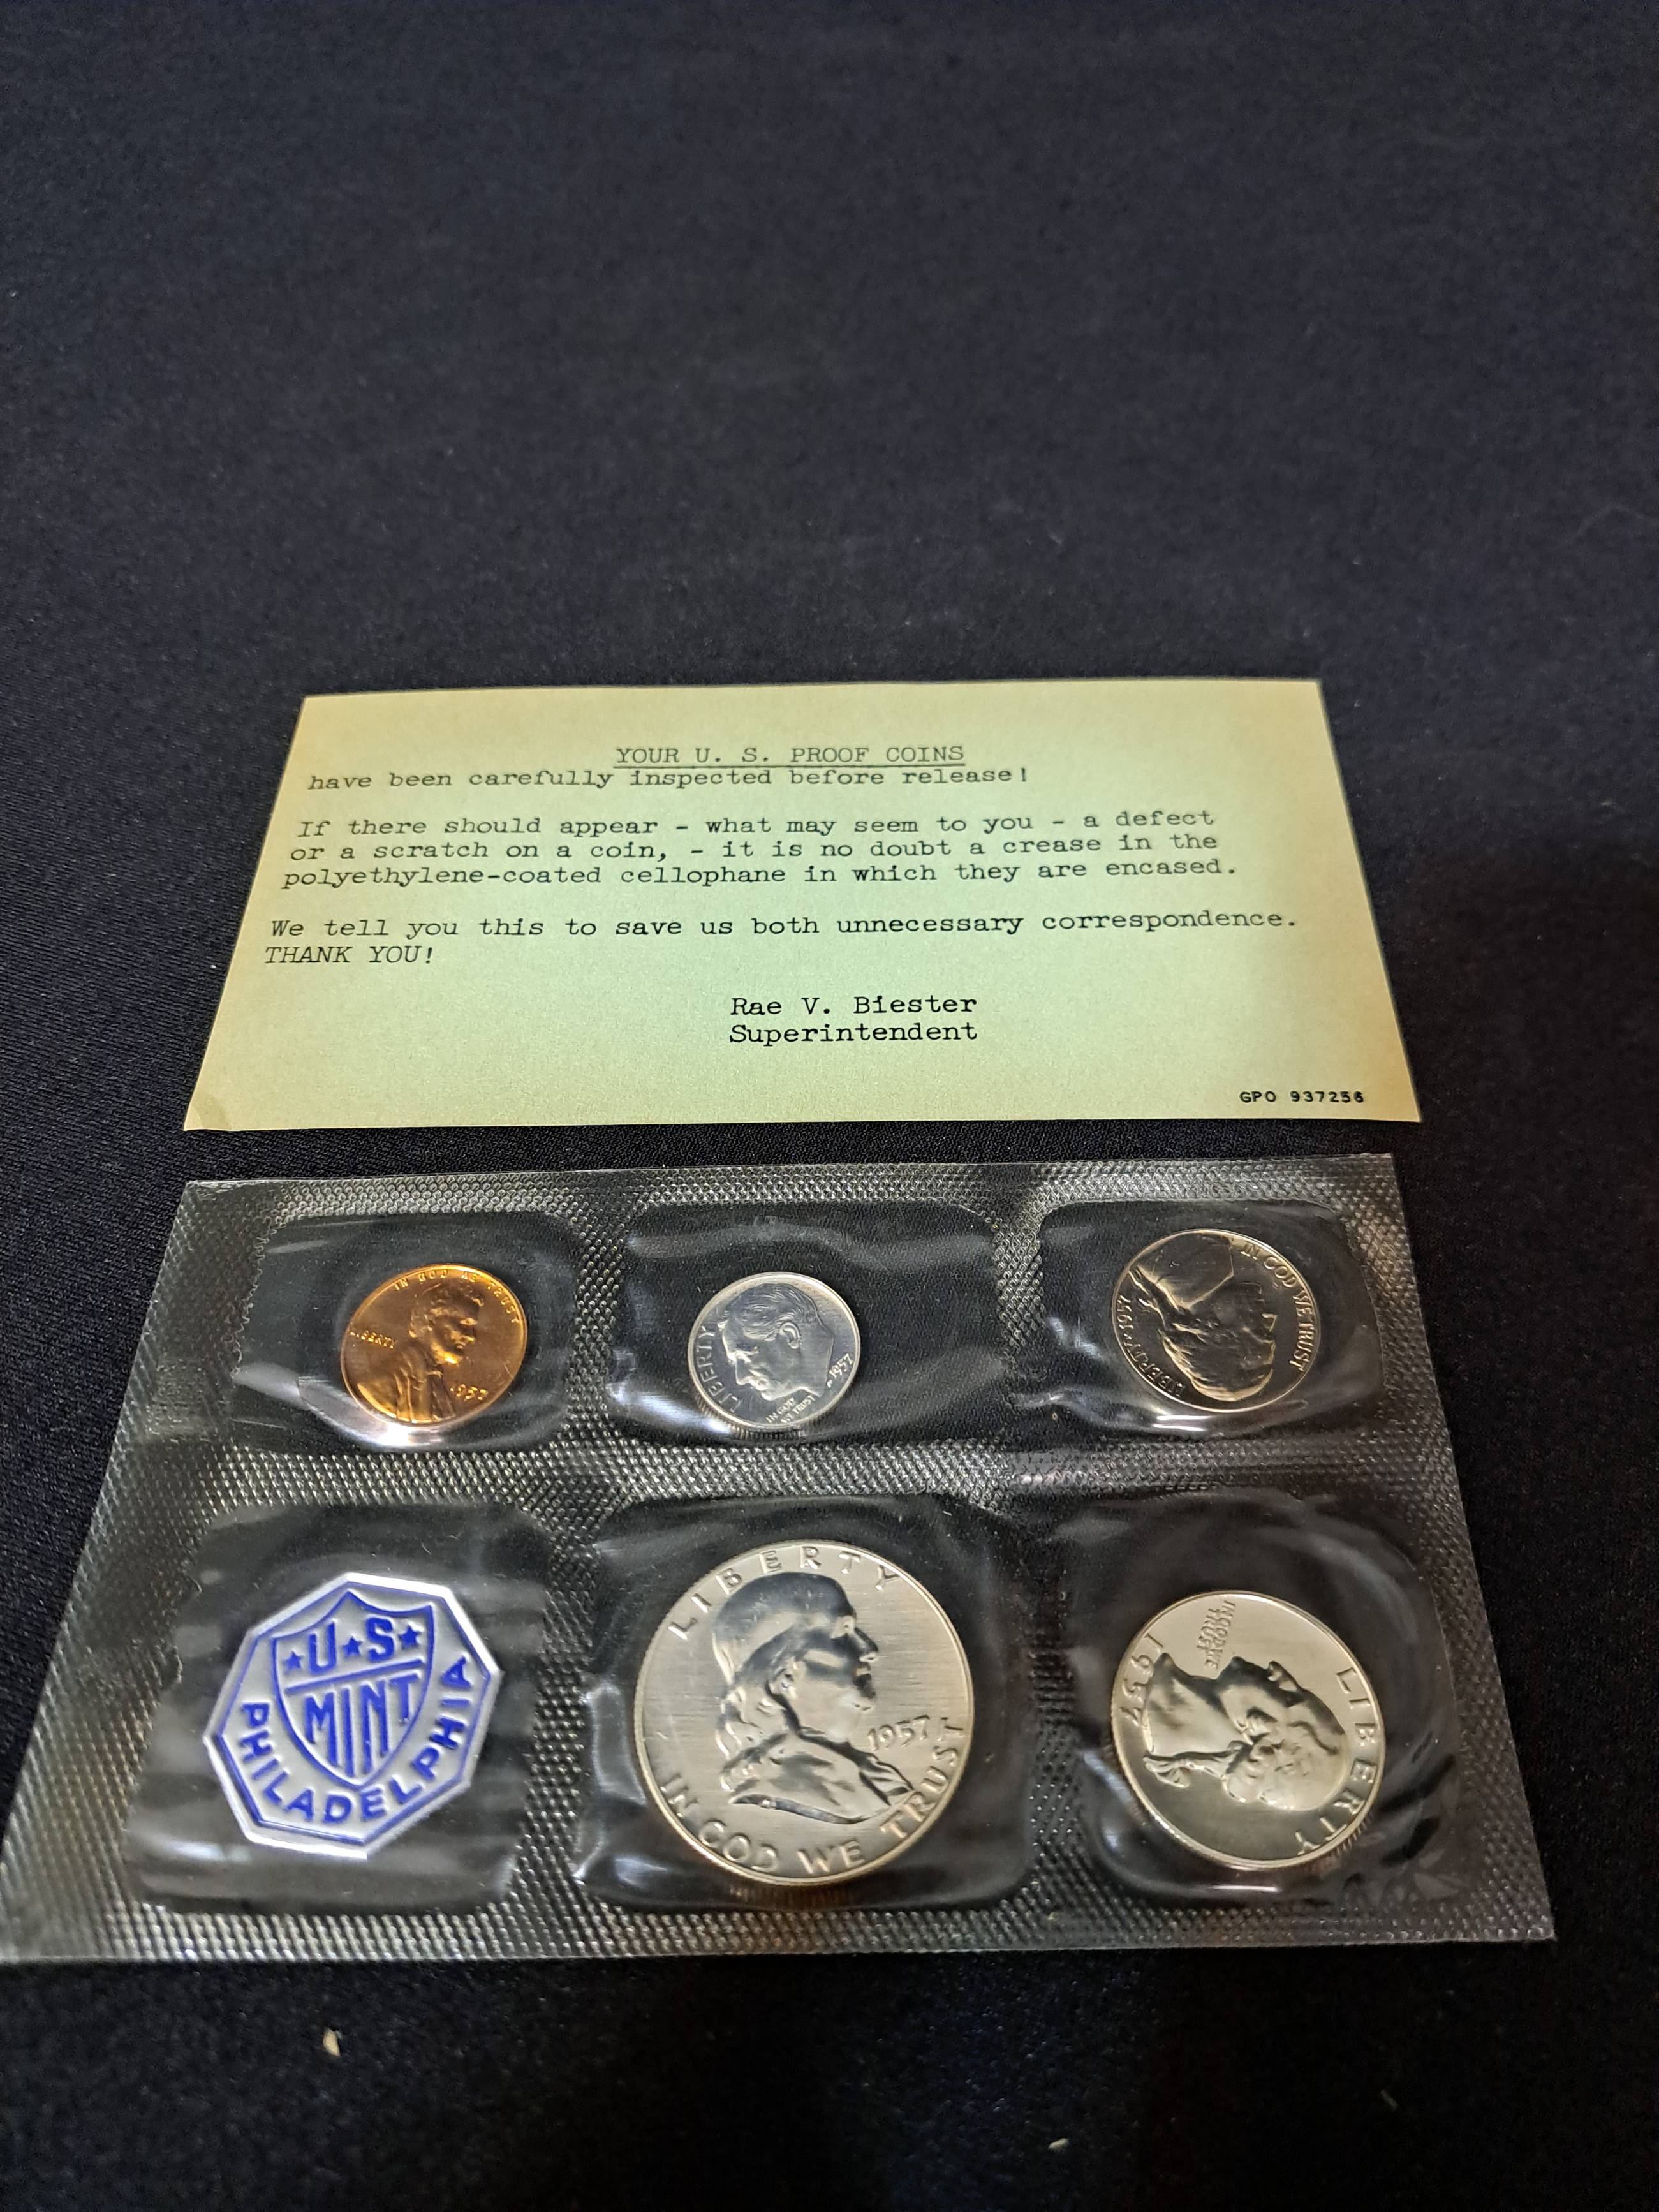 YOUR U. S. PROOF COINS
have been carefully inspected before release!
If there should appear - what may seem to you - a defect
or a scratch on a coin, - it is no doubt a crease in the
polyethylene-coated cellophane in which they are encased.
We tell you this to save us both unnecessary correspondence.
THANK YOU!
Rae V. Biester
Superintendent
GPO 937256
IN GOD WE TRUST
LIBERTY
1957
LIBERTY
IN GOD
WE TRUST
1957
IN GOD WE TRUST
LIBERTY 1957
U★S★
MINT
PHILADELPHIA
LIBERTY
1957
IN GOD WE TRUST
LIBERTY
IN GOD WE
TRUST
1957